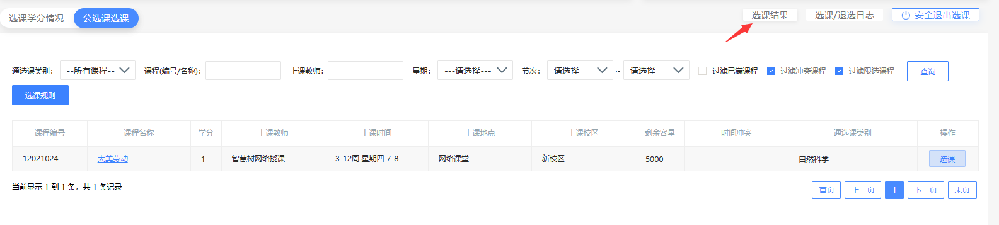 选课学分情况 公选课选课 选课结果 选课/退选日志 安全退出选课
通选课类别： --所有课程-- 课程(编号/名称)： 上课教师： 星期： ---请选择--- 节次： 请选择 ~ 请选择 过滤已满课程 过滤冲突课程 过滤限选课程 查询
选课规则
课程编号 课程名称 学分 上课教师 上课时间 上课地点 上课校区 剩余容量 时间冲突 通选课类别 操作
12021024 大美劳动 1 智慧树网络授课 3-12周 星期四 7-8 网络课堂 新校区 5000 自然科学 选课
当前显示 1 到 1 条，共 1 条记录 首页 上一页 1 下一页 末页